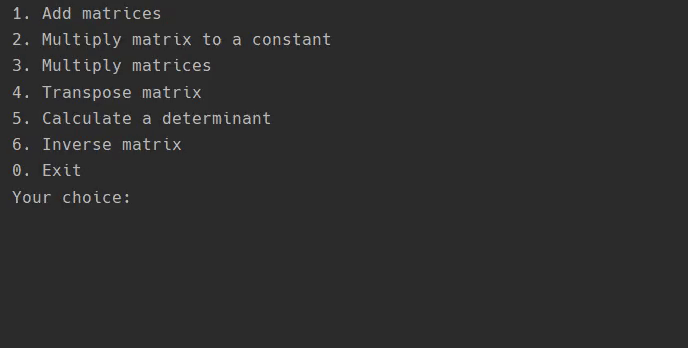 1. Add matrices
2. Multiply matrix to a constant
3. Multiply matrices
4. Transpose matrix
5. Calculate a determinant
6. Inverse matrix
0. Exit
Your choice: